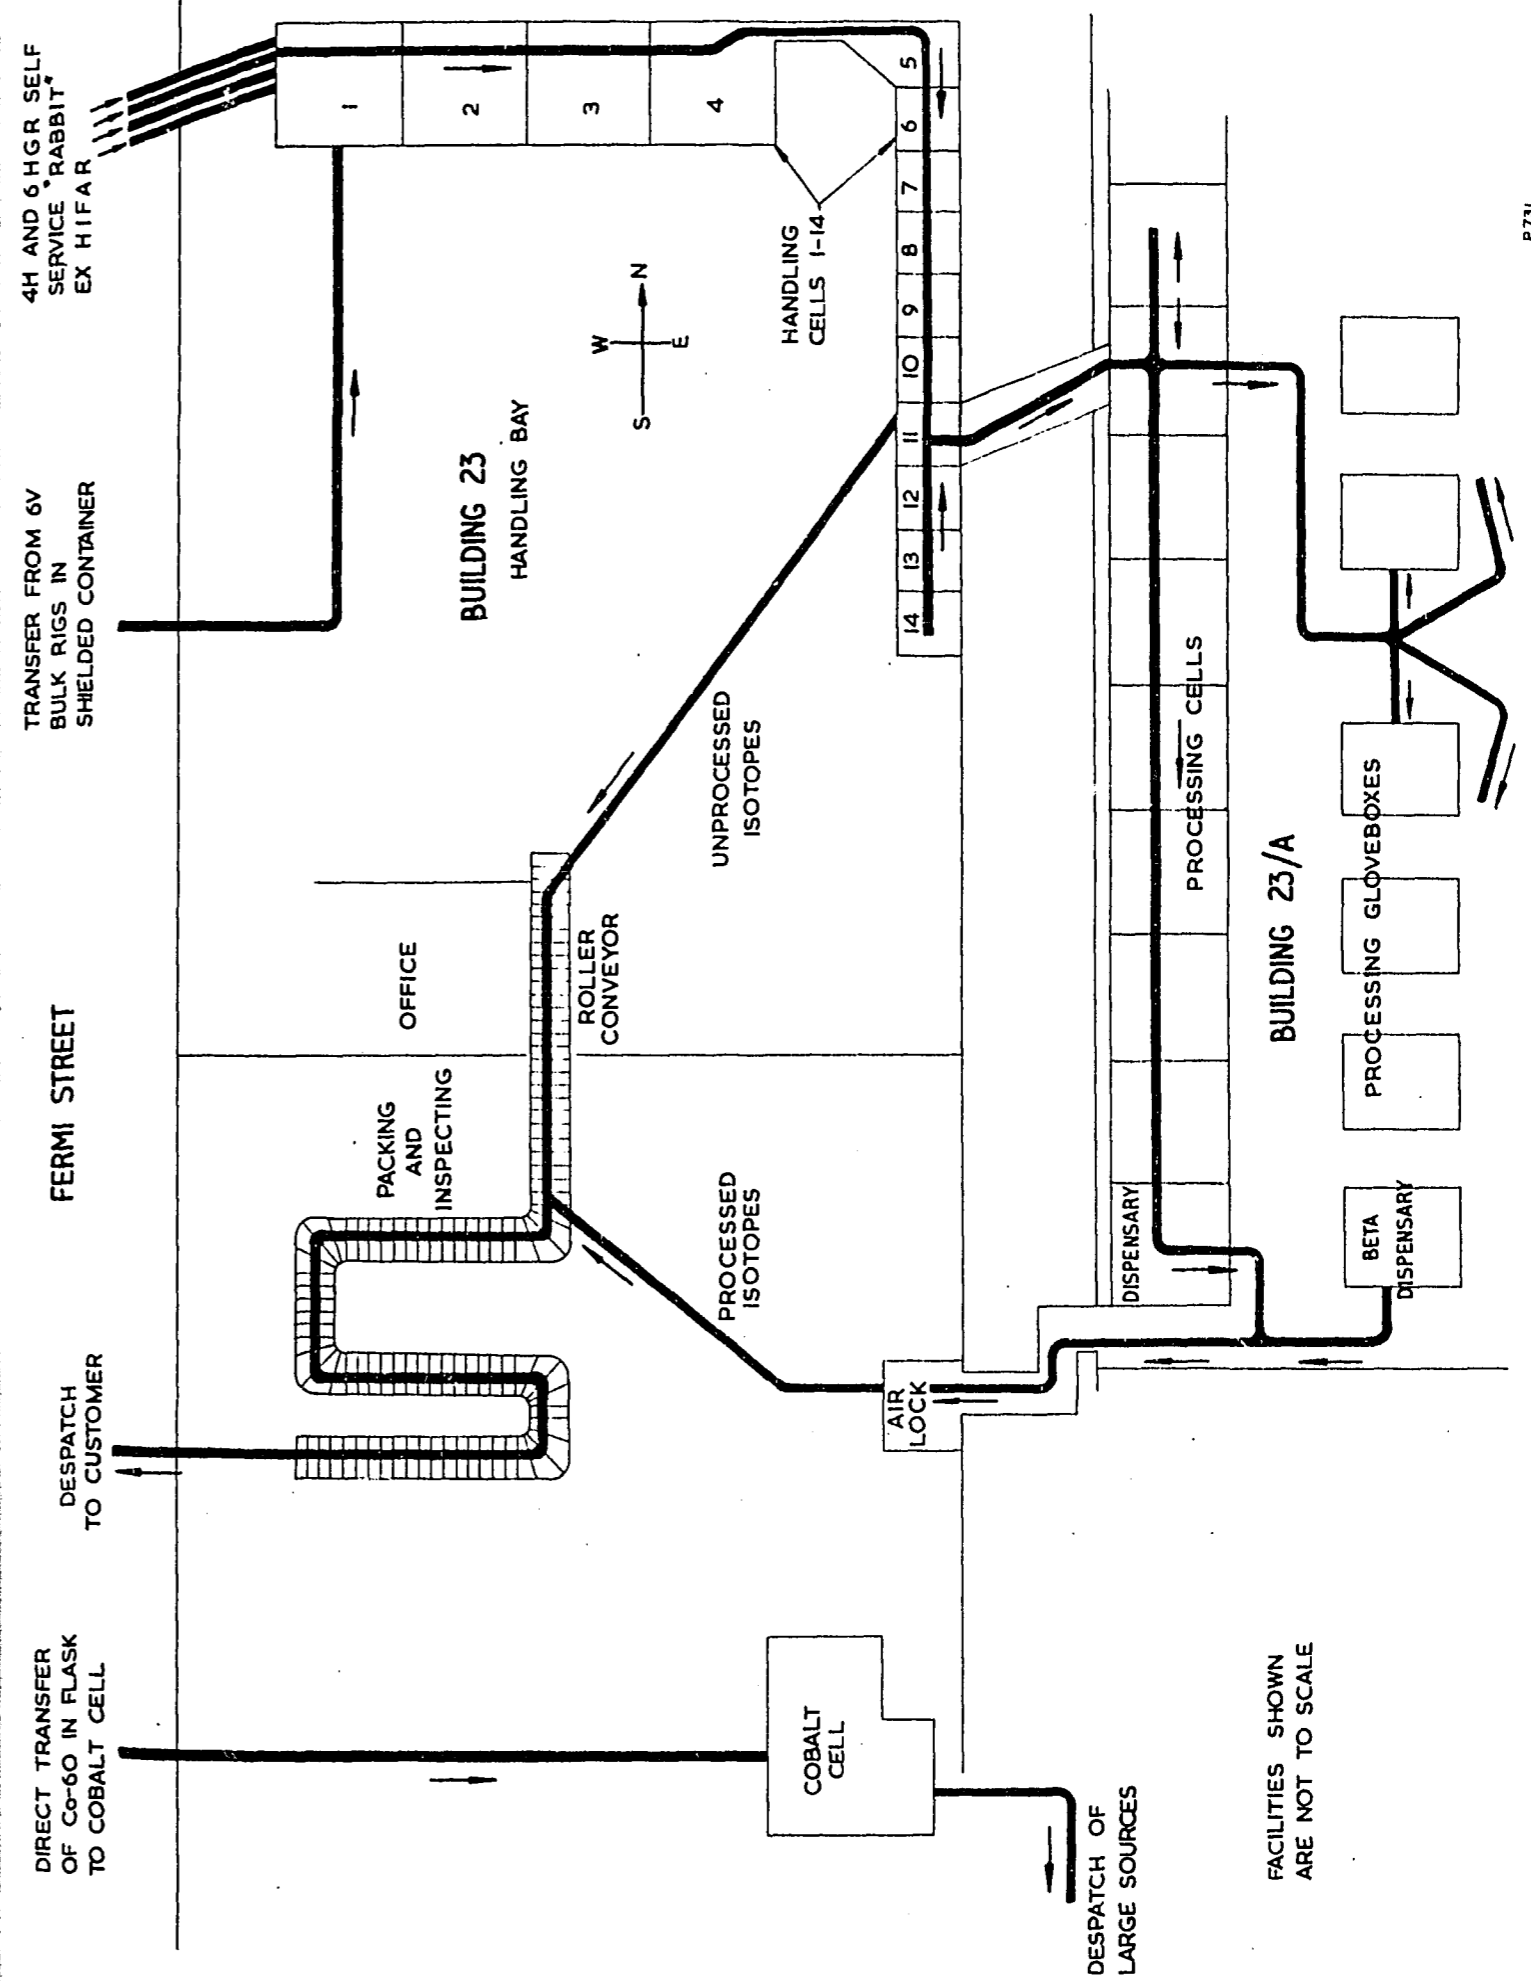 DIRECT TRANSFER
OF Co-60 IN FLASK
TO COBALT CELL
DESPATCH
TO CUSTOMER
FERMI STREET
TRANSFER FROM 6V
BULK RIGS IN
SHIELDED CONTAINER
4H AND 6 HGR SELF
SERVICE "RABBIT"
EX HIFAR
PACKING
AND
INSPECTING
OFFICE
ROLLER
CONVEYOR
BUILDING 23
HANDLING BAY
1
2
3
4
W
S
N
E
HANDLING
CELLS 1-14
PROCESSED
ISOTOPES
UNPROCESSED
ISOTOPES
COBALT
CELL
AIR
LOCK
14
13
12
11
10
9
8
7
6
5
DESPATCH OF
LARGE SOURCES
DISPENSARY
PROCESSING CELLS
FACILITIES SHOWN
ARE NOT TO SCALE
BUILDING 23/A
BETA
DISPENSARY
PROCESSING GLOVEBOXES
P731